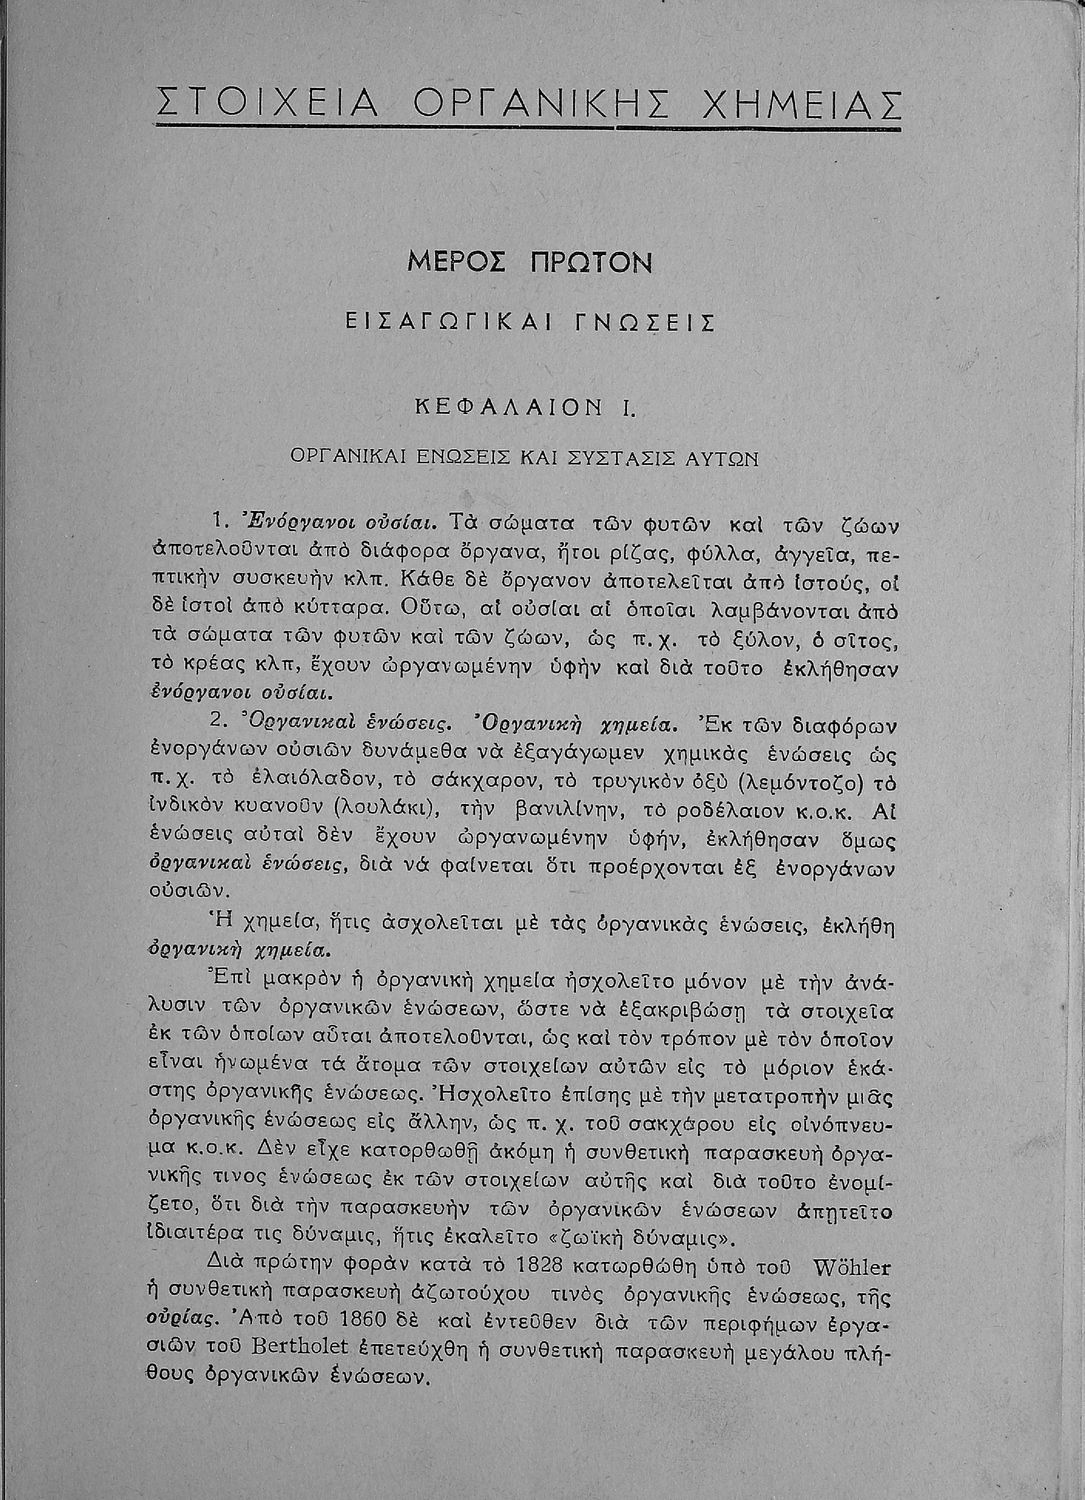 ΣΤΟΙΧΕΙΑ ΟΡΓΑΝΙΚΗΣ ΧΗΜΕΙΑΣ
ΜΕΡΟΣ ΠΡΩΤΟΝ
ΕΙΣΑΓΩΓΙΚΑΙ ΓΝΩΣΕΙΣ
ΚΕΦΑΛΑΙΟΝ Ι.
ΟΡΓΑΝΙΚΑΙ ΕΝΩΣΕΙΣ ΚΑΙ ΣΥΣΤΑΣΙΣ ΑΥΤΩΝ
1. Ἐνόργανοι οὐσίαι. Τὰ σώματα τῶν φυτῶν καὶ τῶν ζώων
ἀποτελοῦνται ἀπὸ διάφορα ὄργανα, ἤτοι ρίζας, φύλλα, ἀγγεῖα, πε-
πτικὴν συσκευὴν κλπ. Κάθε δὲ ὄργανον ἀποτελεῖται ἀπὸ ἱστούς, οἱ
δὲ ἱστοὶ ἀπὸ κύτταρα. Οὕτω, αἱ οὐσίαι αἱ ὁποῖαι λαμβάνονται ἀπὸ
τὰ σώματα τῶν φυτῶν καὶ τῶν ζώων, ὡς π.χ. τὸ ξύλον, ὁ σῖτος,
τὸ κρέας κλπ, ἔχουν ὠργανωμένην ὑφὴν καὶ διὰ τοῦτο ἐκλήθησαν
ἐνόργανοι οὐσίαι.
2. Ὀργανικαὶ ἑνώσεις. Ὀργανικὴ χημεία. Ἐκ τῶν διαφόρων
ἐνοργάνων οὐσιῶν δυνάμεθα νὰ ἐξαγάγωμεν χημικὰς ἑνώσεις ὡς
π.χ. τὸ ἐλαιόλαδον, τὸ σάκχαρον, τὸ τρυγικὸν ὀξὺ (λεμόντοζο) τὸ
ἰνδικὸν κυανοῦν (λουλάκι), τὴν βανιλίνην, τὸ ροδέλαιον κ.ο.κ. Αἱ
ἑνώσεις αὐταὶ δὲν ἔχουν ὠργανωμένην ὑφήν, ἐκλήθησαν ὅμως
ὀργανικαὶ ἑνώσεις, διὰ νὰ φαίνεται ὅτι προέρχονται ἐξ ἐνοργάνων
οὐσιῶν.
Ἡ χημεία, ἥτις ἀσχολεῖται μὲ τὰς ὀργανικὰς ἑνώσεις, ἐκλήθη
ὀργανικὴ χημεία.
Ἐπὶ μακρὸν ἡ ὀργανικὴ χημεία ἠσχολεῖτο μόνον μὲ τὴν ἀνά-
λυσιν τῶν ὀργανικῶν ἑνώσεων, ὥστε νὰ ἐξακριβώσῃ τὰ στοιχεῖα
ἐκ τῶν ὁποίων αὗται ἀποτελοῦνται, ὡς καὶ τὸν τρόπον μὲ τὸν ὁποῖον
εἶναι ἡνωμένα τὰ ἄτομα τῶν στοιχείων αὐτῶν εἰς τὸ μόριον ἑκά-
στης ὀργανικῆς ἑνώσεως. Ἠσχολεῖτο ἐπίσης μὲ τὴν μετατροπὴν μιᾶς
ὀργανικῆς ἑνώσεως εἰς ἄλλην, ὡς π. χ. τοῦ σακχάρου εἰς οἰνόπνευ-
μα κ.ο.κ. Δὲν εἶχε κατορθωθῆ ἀκόμη ἡ συνθετικὴ παρασκευὴ ὀργα-
νικῆς τινος ἑνώσεως ἐκ τῶν στοιχείων αὐτῆς καὶ διὰ τοῦτο ἐνομί-
ζετο, ὅτι διὰ τὴν παρασκευὴν τῶν ὀργανικῶν ἑνώσεων ἀπῃτεῖτο
ἰδιαιτέρα τις δύναμις, ἥτις ἐκαλεῖτο «ζωϊκὴ δύναμις».
Διὰ πρώτην φορὰν κατὰ τὸ 1828 κατωρθώθη ὑπὸ τοῦ Wöhler
ἡ συνθετικὴ παρασκευὴ ἀζωτούχου τινὸς ὀργανικῆς ἑνώσεως, τῆς
οὐρίας. Ἀπὸ τοῦ 1860 δὲ καὶ ἐντεῦθεν διὰ τῶν περιφήμων ἐργα-
σιῶν τοῦ Bertholet ἐπετεύχθη ἡ συνθετικὴ παρασκευὴ μεγάλου πλή-
θους ὀργανικῶν ἑνώσεων.